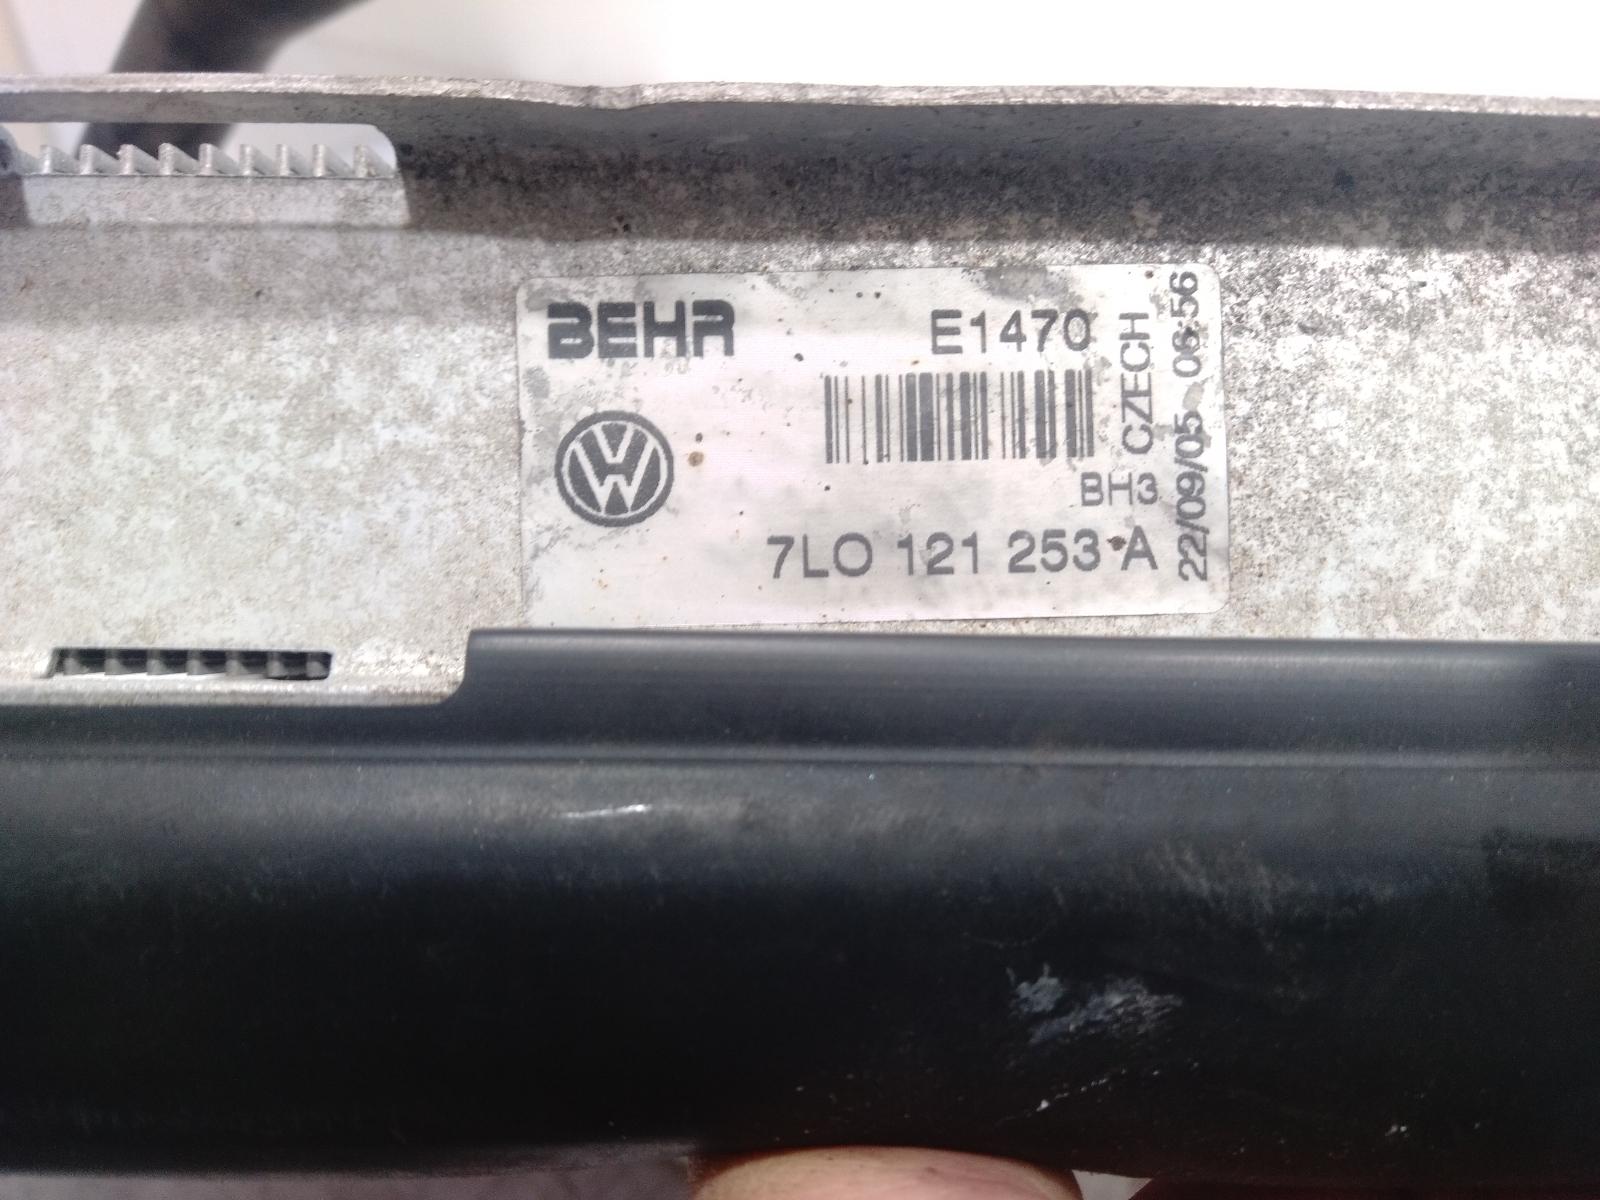 BEHR
E1470
BH3
7LO 121 253 A
CZECH
22/09/05 06:56